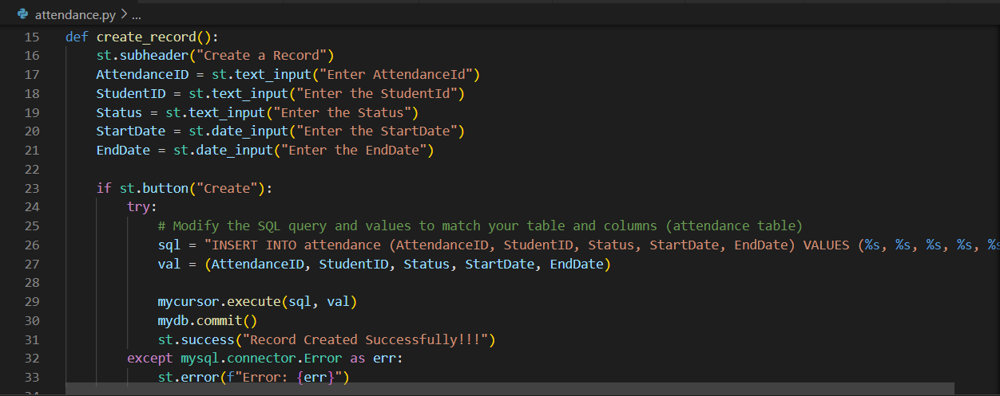 attendance.py > ...
15 def create_record():
16 st.subheader("Create a Record")
17 AttendanceID = st.text_input("Enter AttendanceId")
18 StudentID = st.text_input("Enter the StudentId")
19 Status = st.text_input("Enter the Status")
20 StartDate = st.date_input("Enter the StartDate")
21 EndDate = st.date_input("Enter the EndDate")
22
23 if st.button("Create"):
24 try:
25 # Modify the SQL query and values to match your table and columns (attendance table)
26 sql = "INSERT INTO attendance (AttendanceID, StudentID, Status, StartDate, EndDate) VALUES (%s, %s, %s, %s, %s
27 val = (AttendanceID, StudentID, Status, StartDate, EndDate)
28
29 mycursor.execute(sql, val)
30 mydb.commit()
31 st.success("Record Created Successfully!!!")
32 except mysql.connector.Error as err:
33 st.error(f"Error: {err}")